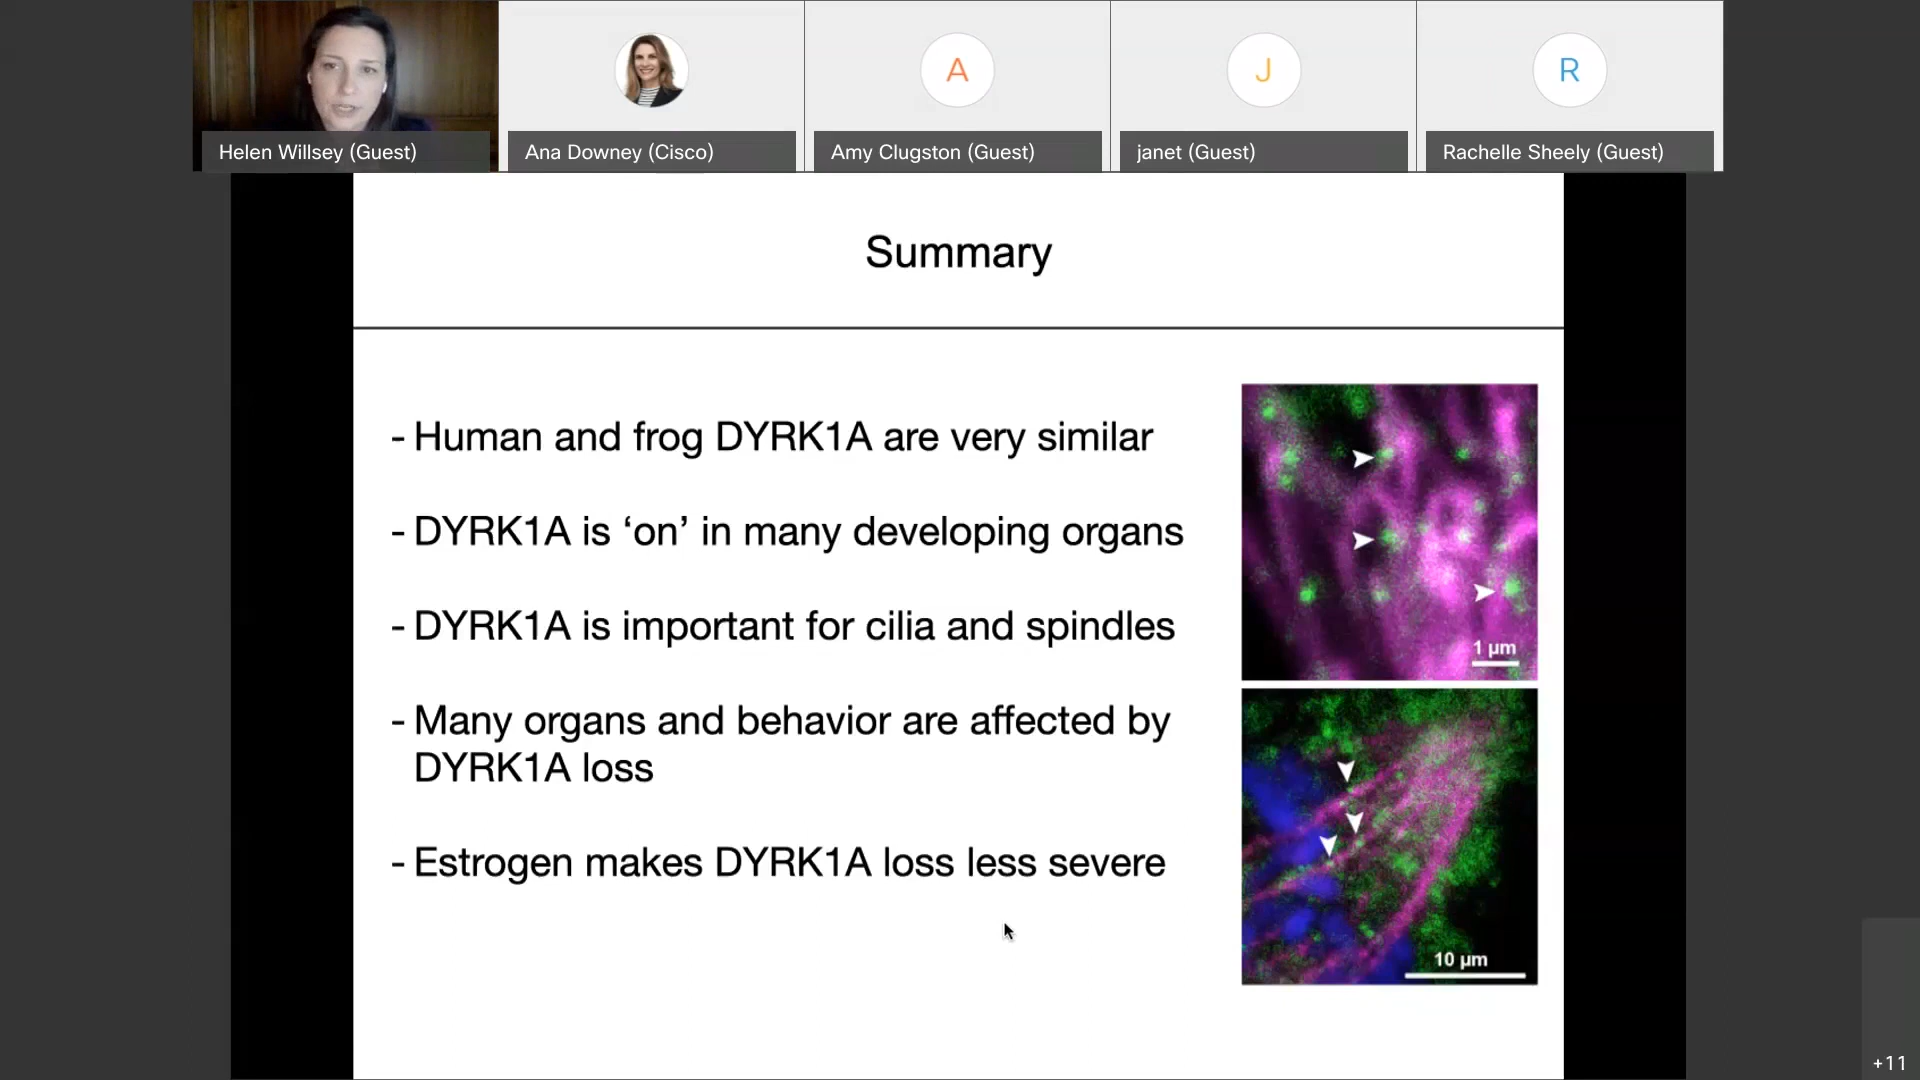 Helen Willsey (Guest)
Ana Downey (Cisco)
A
Amy Clugston (Guest)
J
janet (Guest)
R
Rachelle Sheely (Guest)
Summary
- Human and frog DYRK1A are very similar
- DYRK1A is ‘on’ in many developing organs
- DYRK1A is important for cilia and spindles
- Many organs and behavior are affected by
DYRK1A loss
- Estrogen makes DYRK1A loss less severe
1 µm
10 µm
+11